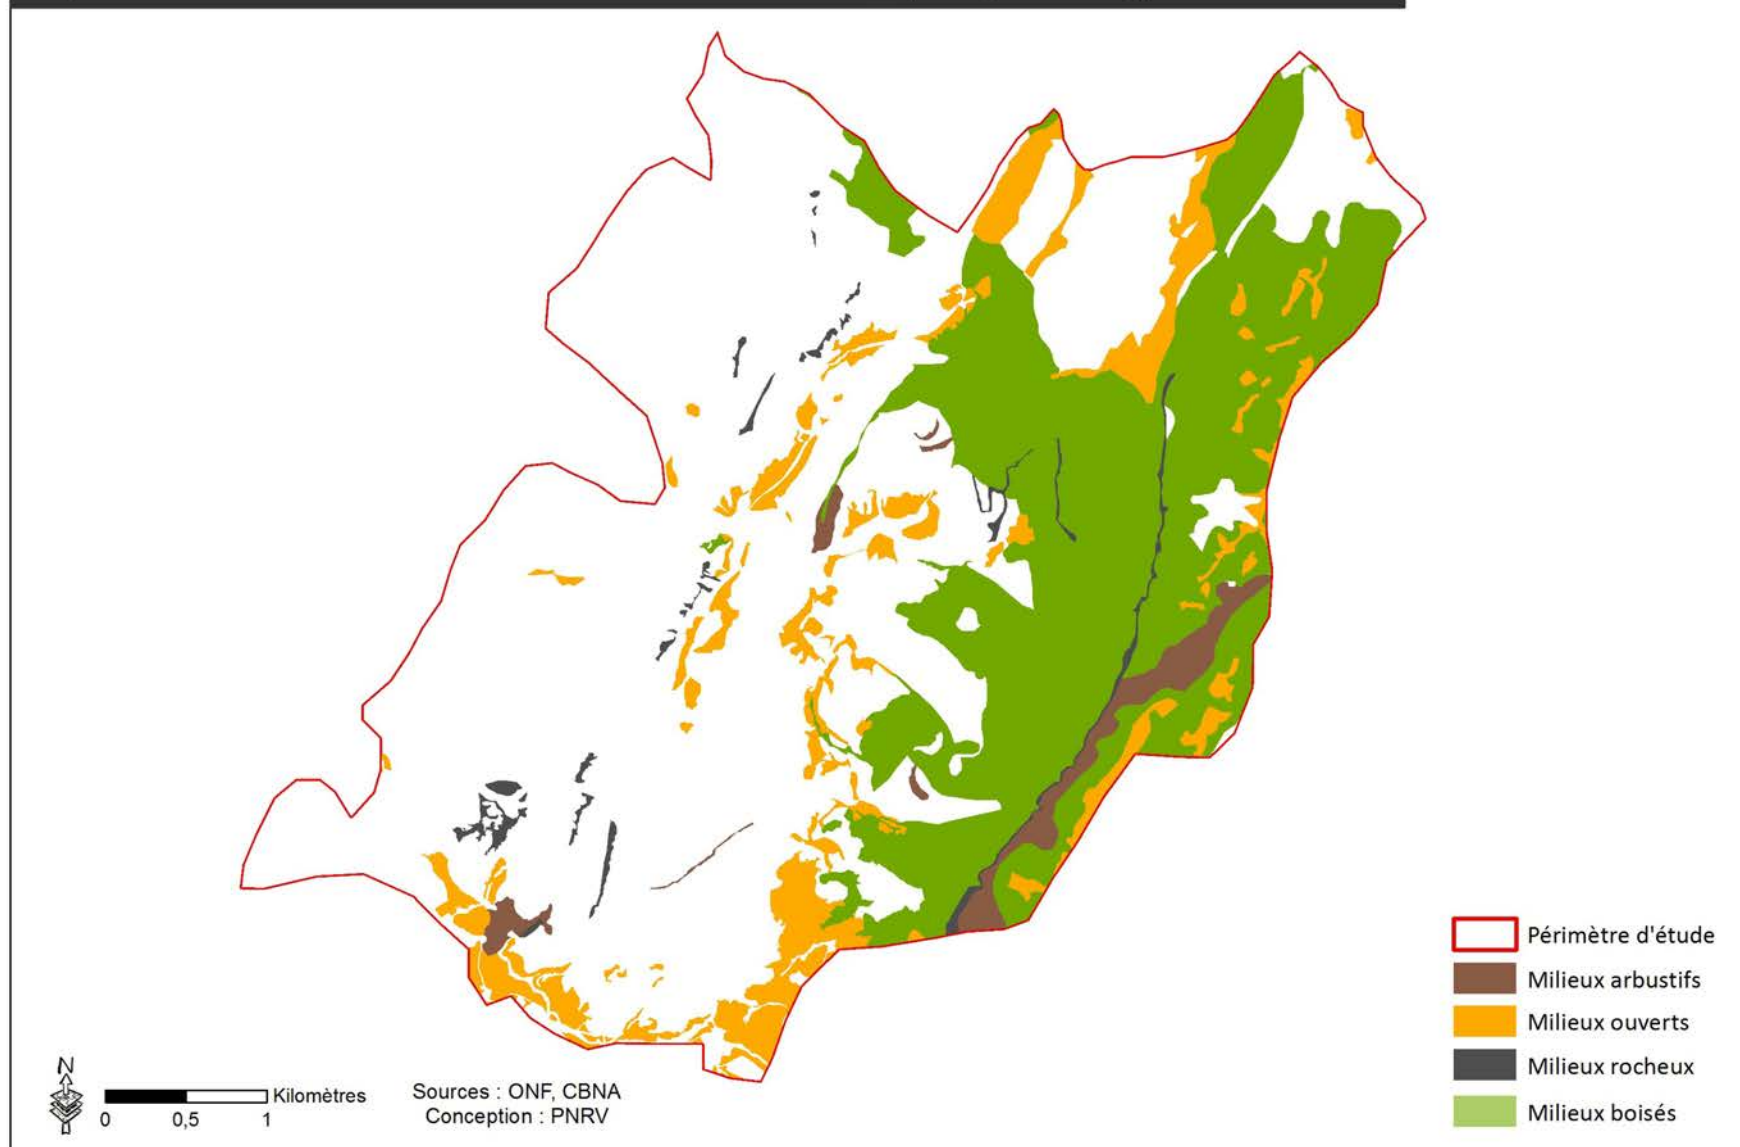 Périmètre d'étude
Milieux arbustifs
Milieux ouverts
Milieux rocheux
Milieux boisés
N
Kilomètres
0 0,5 1
Sources : ONF, CBNA
Conception : PNRV